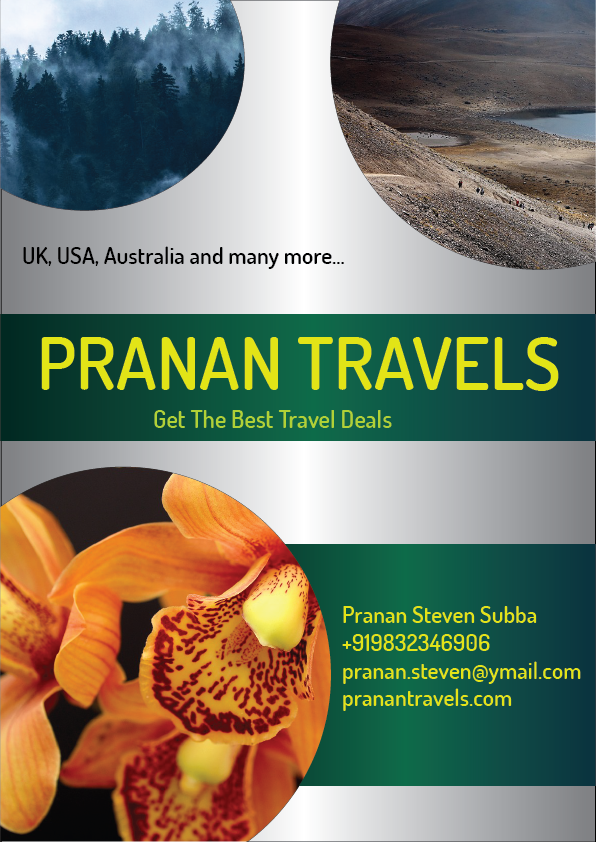 UK, USA, Australia and many more...
PRANAN TRAVELS
Get The Best Travel Deals
Pranan Steven Subba
+919832346906
pranan.steven@ymail.com
pranantravels.com